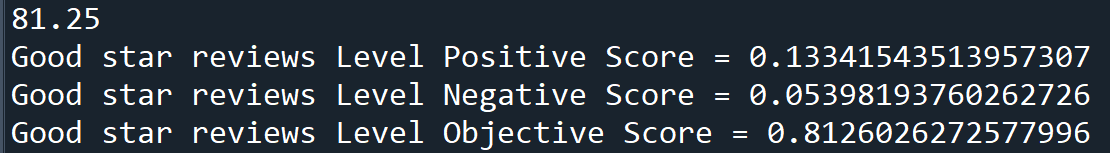 81.25
Good star reviews Level Positive Score = 0.13341543513957307
Good star reviews Level Negative Score = 0.05398193760262726
Good star reviews Level Objective Score = 0.8126026272577996